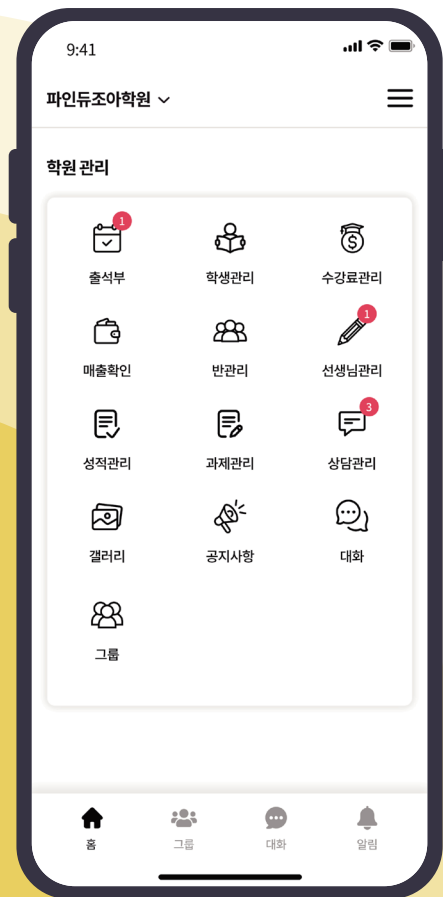 9:41
파인듀조아학원
학원 관리
1
출석부 학생관리 수강료관리
1
매출확인 반관리 선생님관리
3
성적관리 과제관리 상담관리
갤러리 공지사항 대화
그룹
홈 그룹 대화 알림